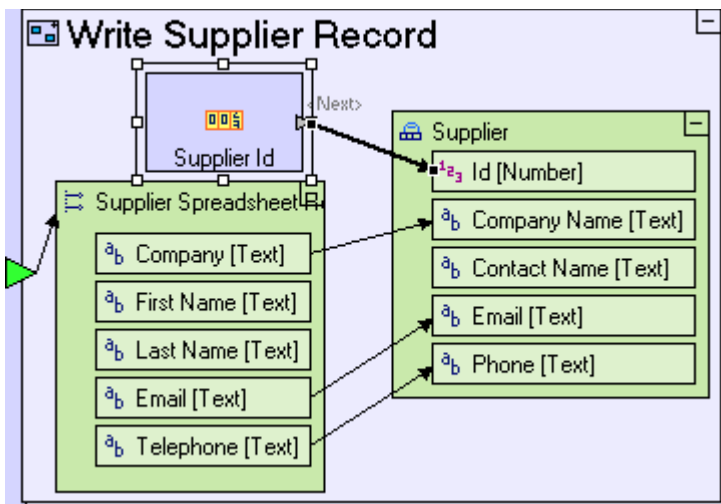 Write Supplier Record
<Next>
Supplier Id
Supplier
Id [Number]
Company Name [Text]
Contact Name [Text]
Email [Text]
Phone [Text]
Supplier Spreadsheet
Company [Text]
First Name [Text]
Last Name [Text]
Email [Text]
Telephone [Text]